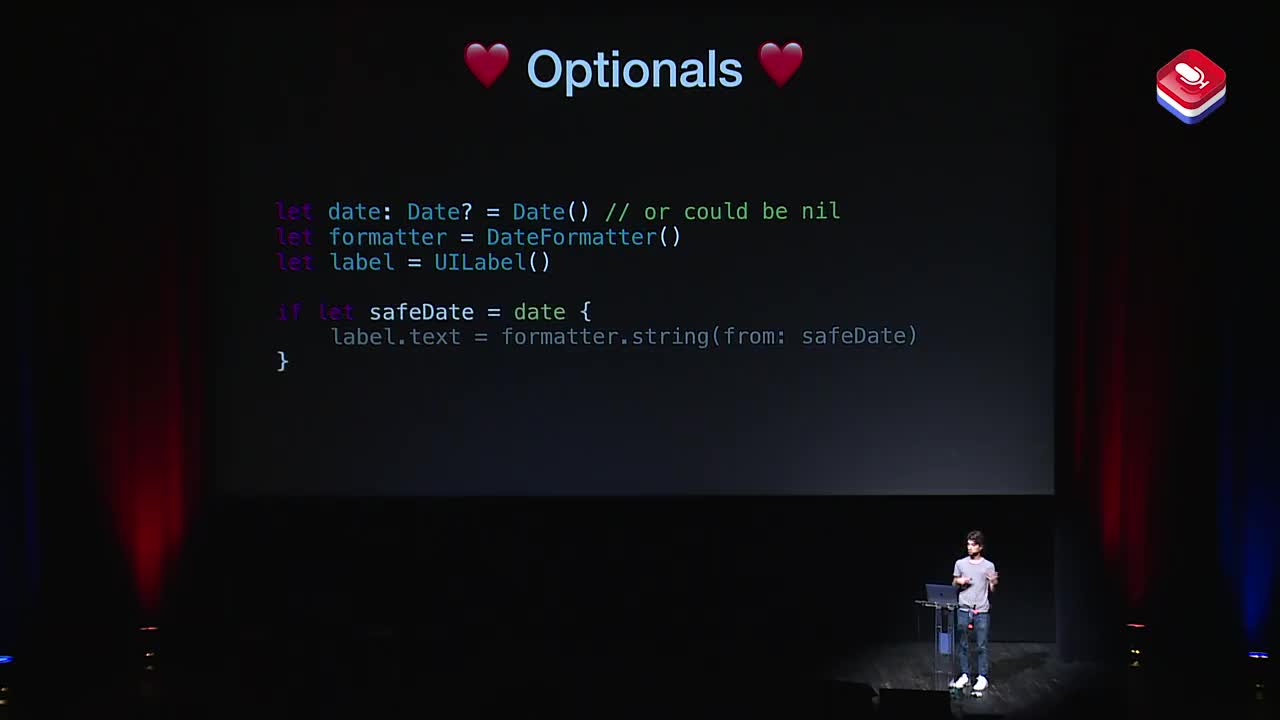 ❤️ Optionals ❤️
let date: Date? = Date() // or could be nil
let formatter = DateFormatter()
let label = UILabel()
if let safeDate = date {
label.text = formatter.string(from: safeDate)
}